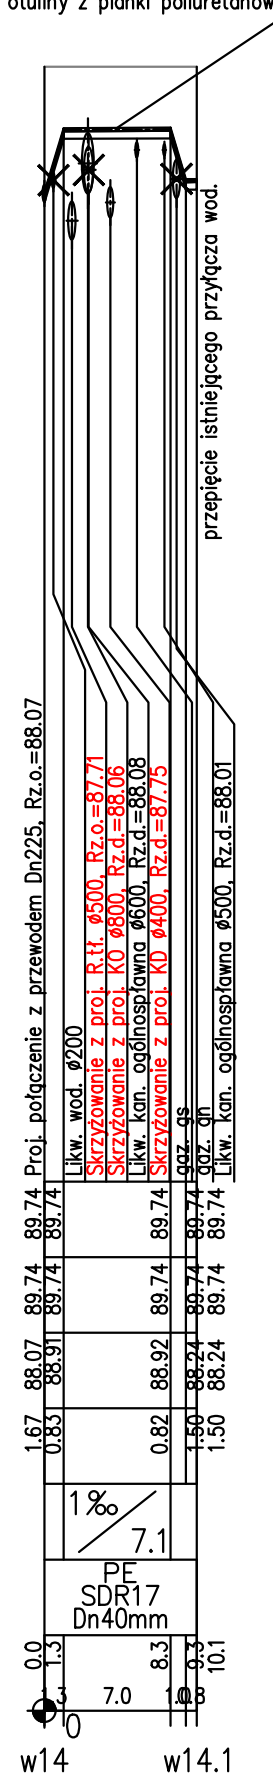 otuliny z pianki poliuretanow
przepięcie istniejącego przyłącza wod.
Proj. połączenie z przewodem Dn225, Rz.o.=88.07
Likw. wod. ø200
Skrzyżowanie z proj. R.tł. ø500, Rz.o.=87.71
Skrzyżowanie z proj. KO ø800, Rz.d.=88.06
Likw. kan. ogólnospławna ø600, Rz.d.=88.08
Skrzyżowanie z proj. KD ø400, Rz.d.=87.75
gaz. gs
gaz. gn
Likw. kan. ogólnospławna ø500, Rz.d.=88.01
89.74 89.74 89.74 89.74 89.74
89.74 89.74 89.74 89.74 89.74
88.07 88.91 88.92 88.24 88.24
1.67 0.83 0.82 1.50 1.50
1‰
7.1
PE
SDR17
Dn40mm
0.0 1.3 8.3 9.3 10.1
1.3 7.0 1.0 0.8
0
w14 w14.1